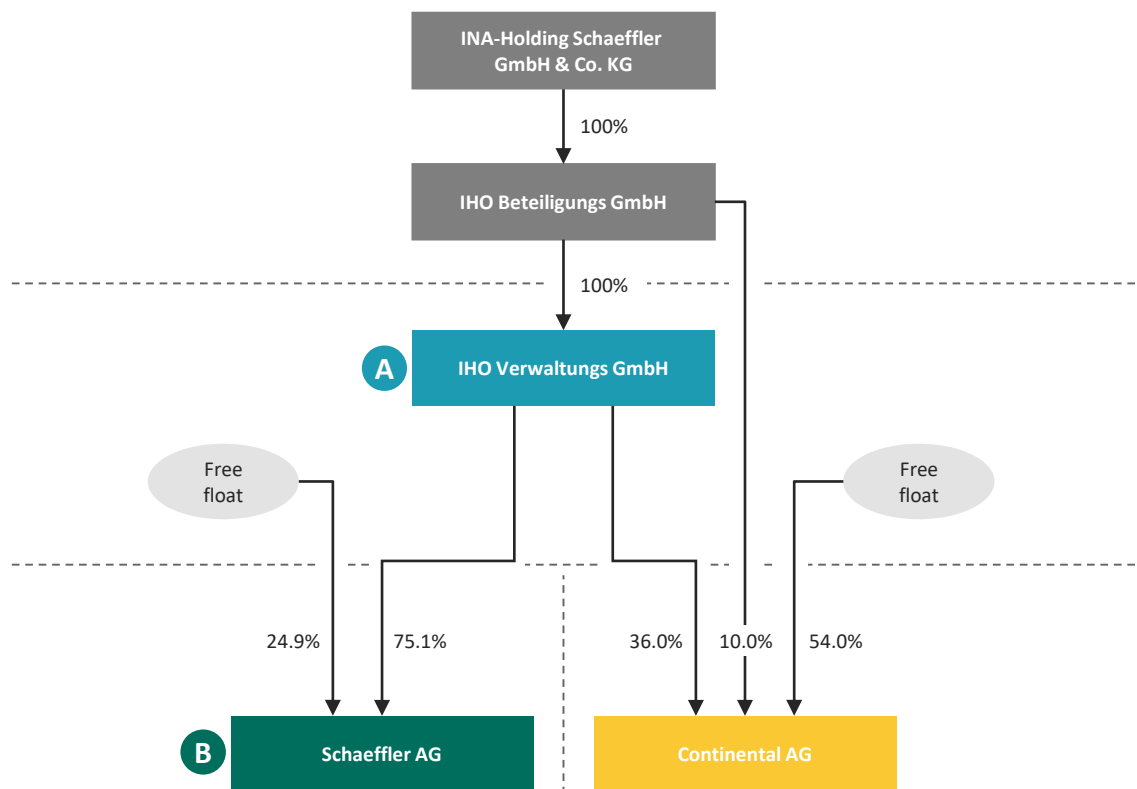 INA-Holding Schaeffler
GmbH & Co. KG
100%
IHO Beteiligungs GmbH
100%
A
IHO Verwaltungs GmbH
Free
float
Free
float
24.9%
75.1%
36.0%
10.0%
54.0%
B
Schaeffler AG
Continental AG